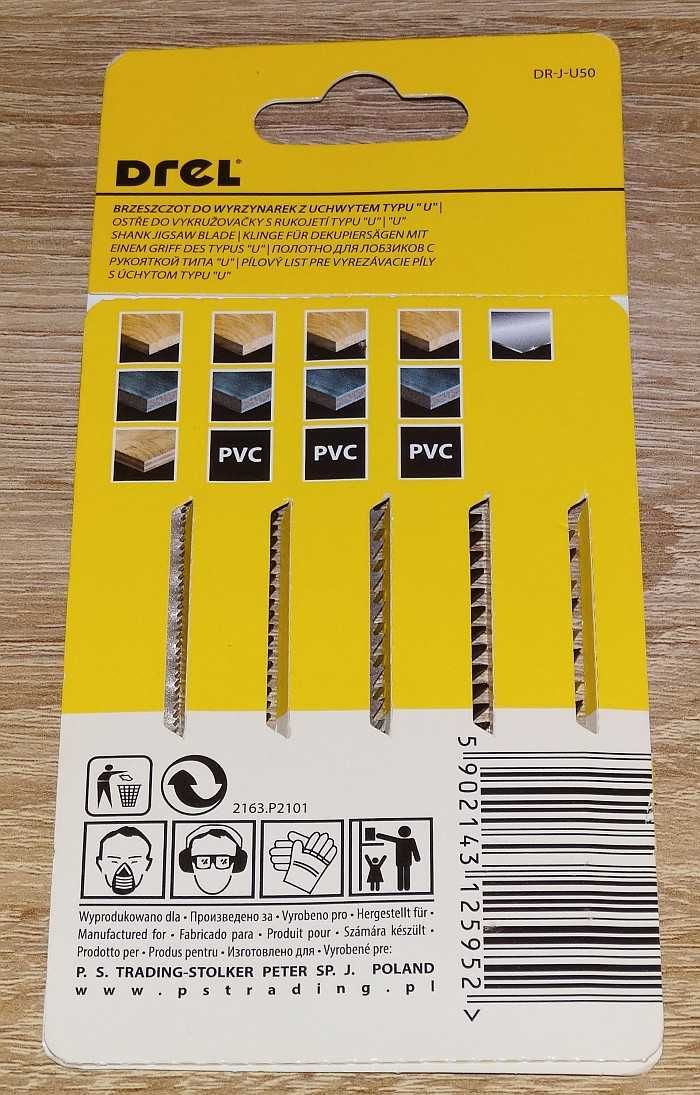 DR-J-U50
Drel®
BRZESZCZOT DO WYRZYNAREK Z UCHWYTEM TYPU "U" |
OSTŘE DO VYKRUŽOVAČKY S RUKOJETÍ TYPU "U" | "U"
SHANK JIGSAW BLADE | KLINGE FÜR DEKUPIERSÄGEN MIT
EINEM GRIFF DES TYPUS "U" | ПОЛОТНО ДЛЯ ЛОБЗИКОВ С
РУКОЯТКОЙ ТИПА "U" | PÍLOVÝ LIST PRE VYREZÁVACIE PÍLY
S ÚCHYTOM TYPU "U"
PVC PVC PVC
2163.P2101
Wyprodukowano dla • Произведено за • Vyrobeno pro • Hergestellt für •
Manufactured for • Fabricado para • Produit pour • Számára készült •
Prodotto per • Produs pentru • Изготовлено для • Vyrobené pre:
P. S. TRADING-STOLKER PETER SP. J. POLAND
www.pstrading.pl
5 902143 125952 >